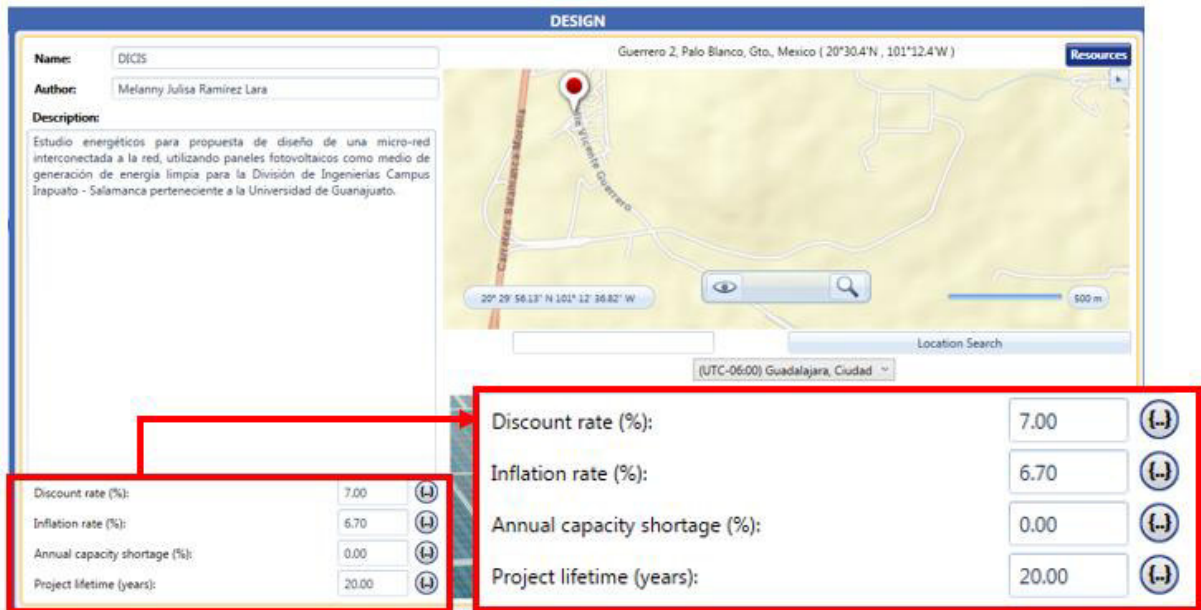 DESIGN
Name:
DICIS
Author:
Melanny Julisa Ramírez Lara
Description:
Estudio energéticos para propuesta de diseño de una micro-red
interconectada a la red, utilizando paneles fotovoltaicos como medio de
generación de energía limpia para la División de Ingenierías Campus
Irapuato - Salamanca perteneciente a la Universidad de Guanajuato.
Guerrero 2, Palo Blanco, Gto., Mexico ( 20°30.4'N , 101°12.4'W )
Resources
Vicente Guerrero
Carretera Salamanca Morelia
20° 29' 56.13" N 101° 12' 36.82" W
500 m
Location Search
(UTC-06:00) Guadalajara, Ciudad
Discount rate (%):
7.00
{..}
Inflation rate (%):
6.70
{..}
Annual capacity shortage (%):
0.00
{..}
Project lifetime (years):
20.00
{..}
Discount rate (%):
7.00
{..}
Inflation rate (%):
6.70
{..}
Annual capacity shortage (%):
0.00
{..}
Project lifetime (years):
20.00
{..}